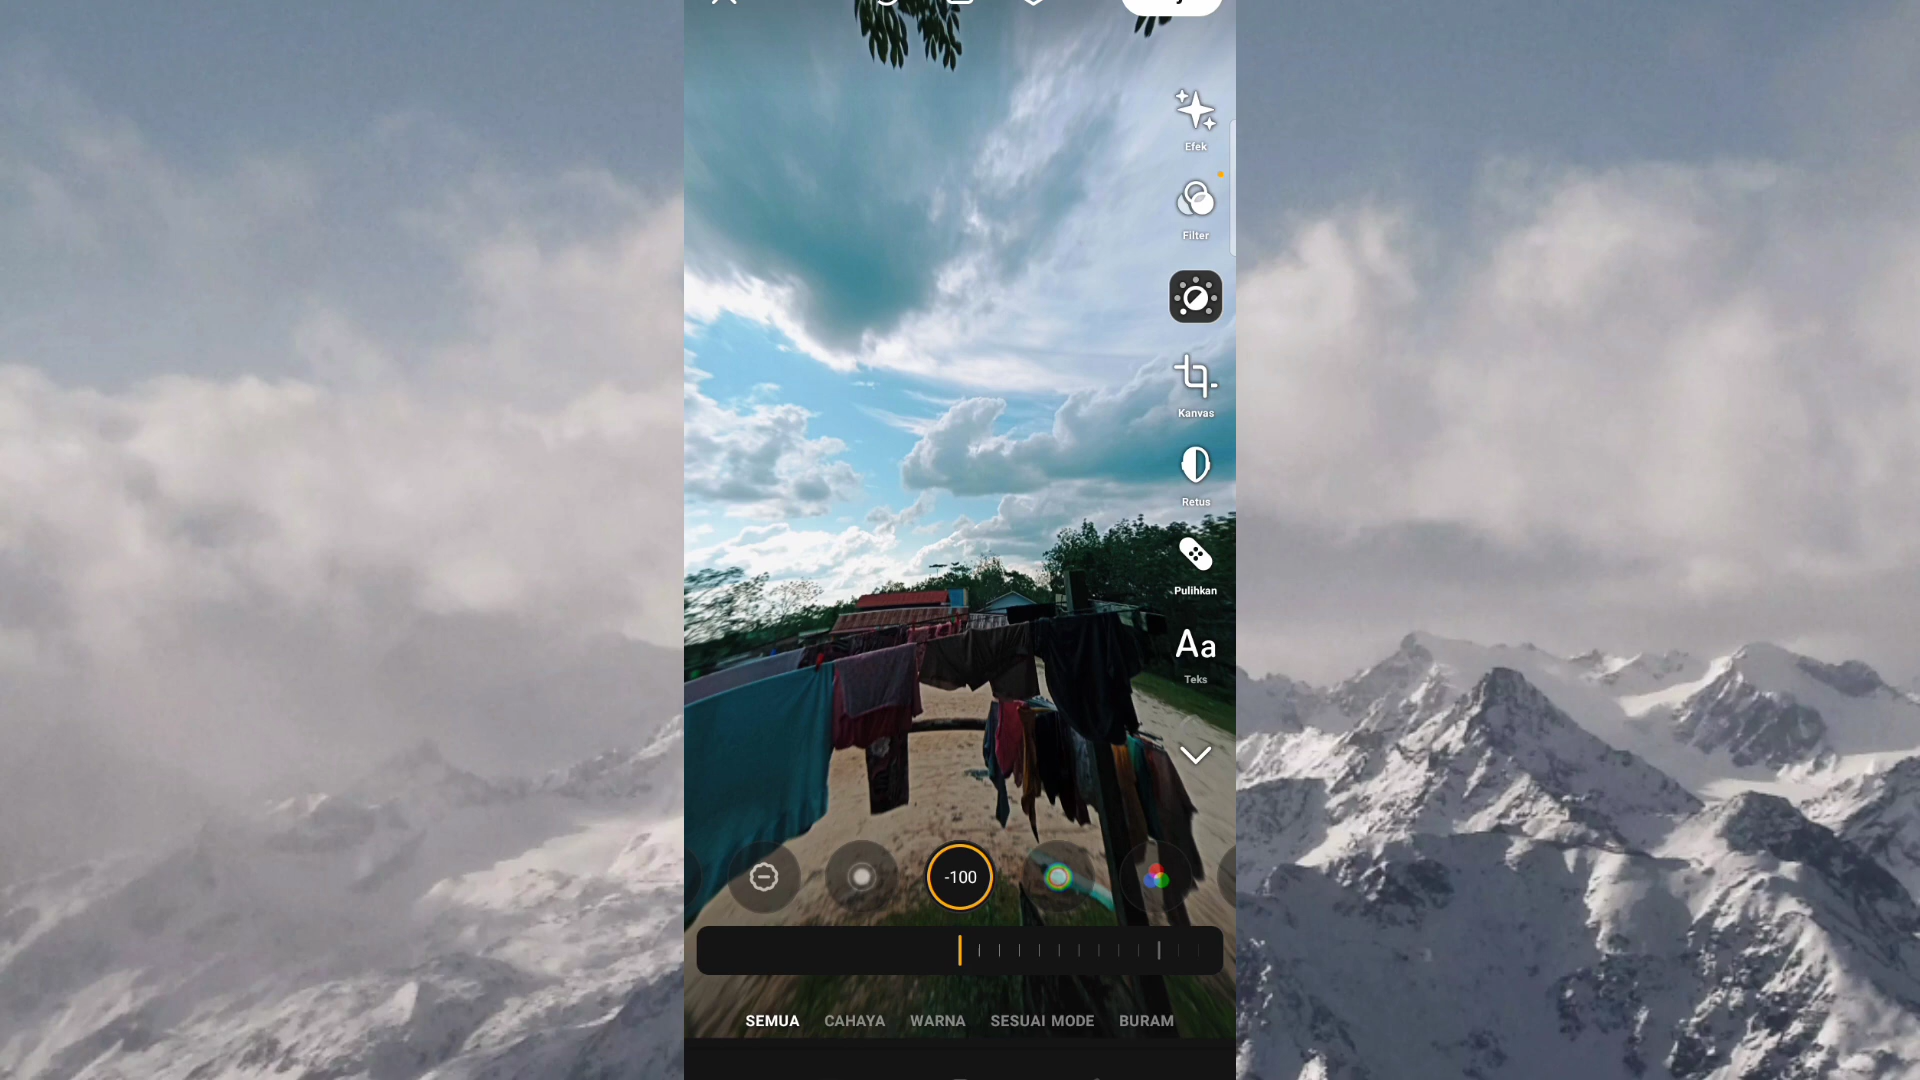 Efek
Filter
Kanvas
Retus
Pulihkan
Aa
Teks
-100
SEMUA CAHAYA WARNA SESUAI MODE BURAM